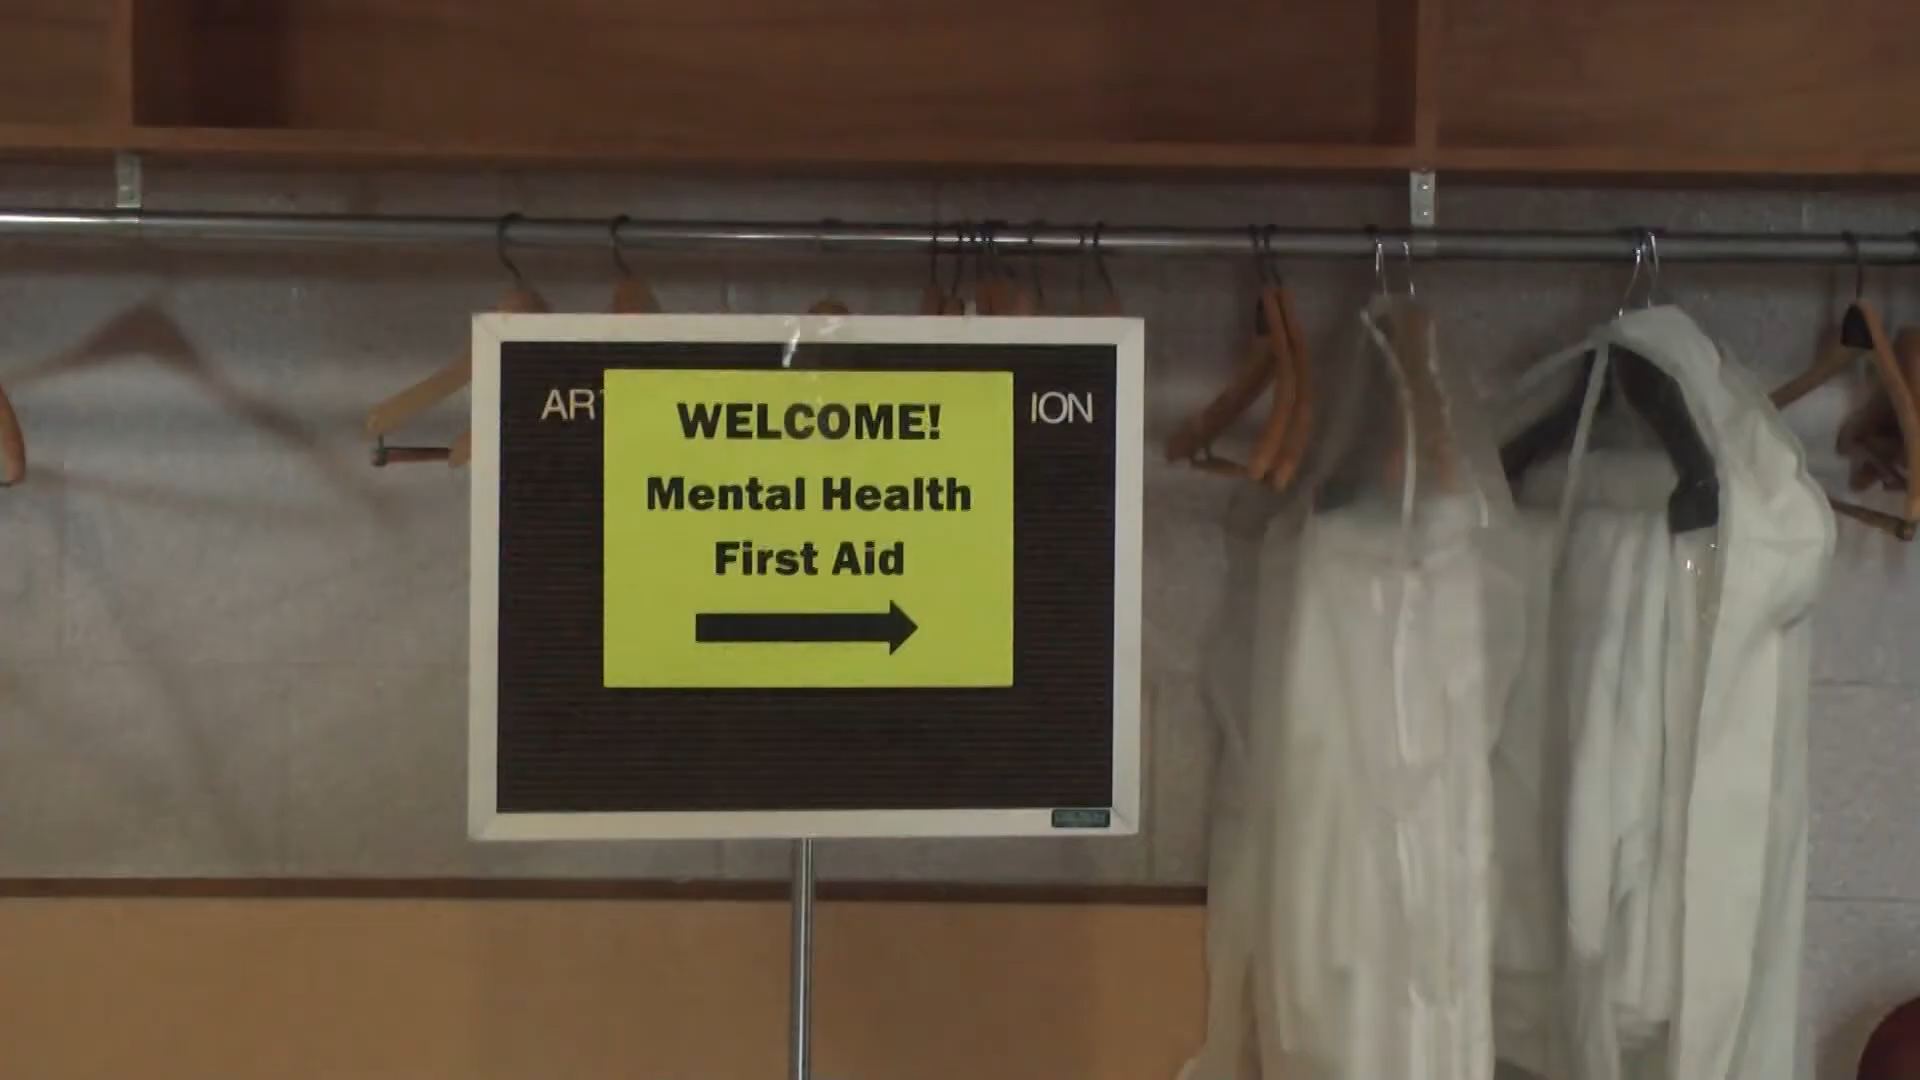 AR
ION
WELCOME!
Mental Health
First Aid